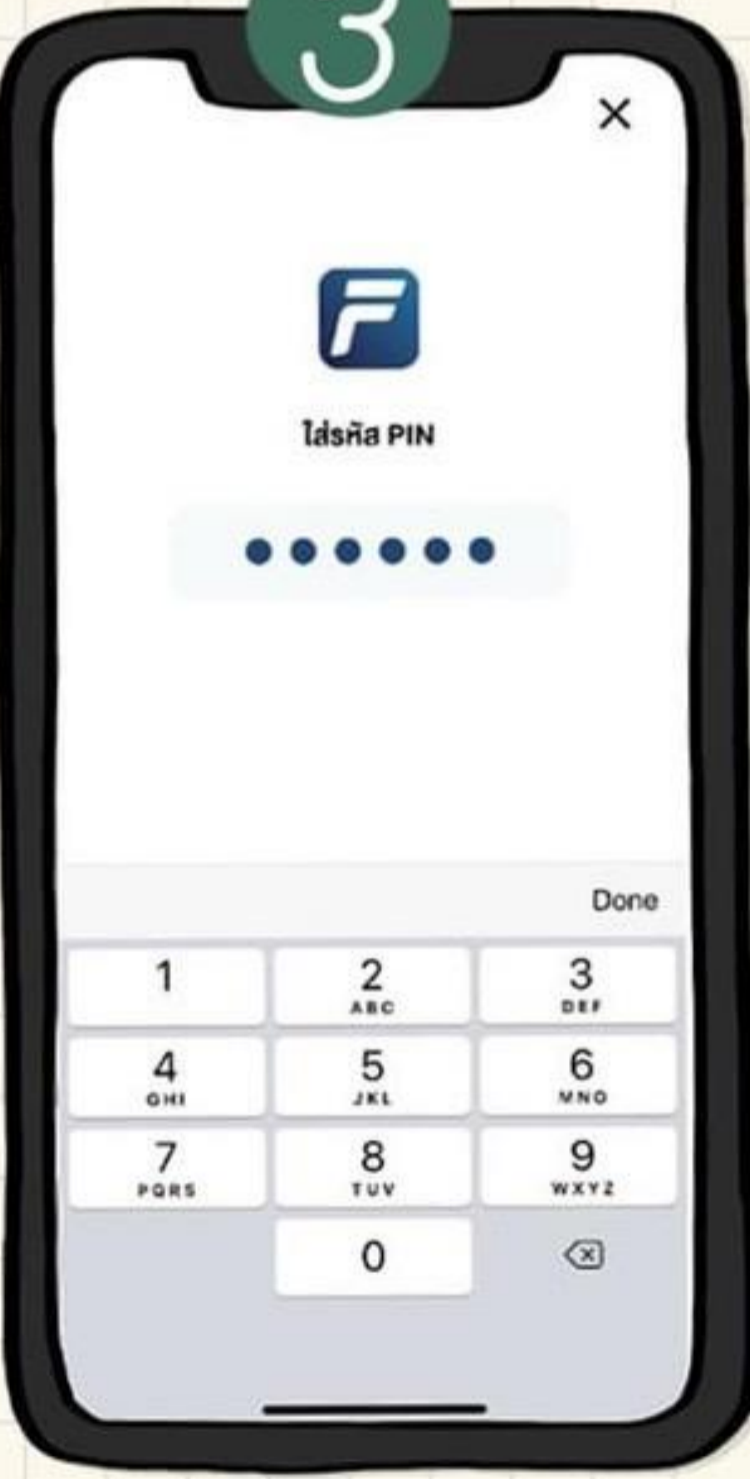 3
F
ใส่รหัส PIN
Done
1
2
ABC
3
DEF
4
GHI
5
JKL
6
MNO
7
PQRS
8
TUV
9
WXYZ
0